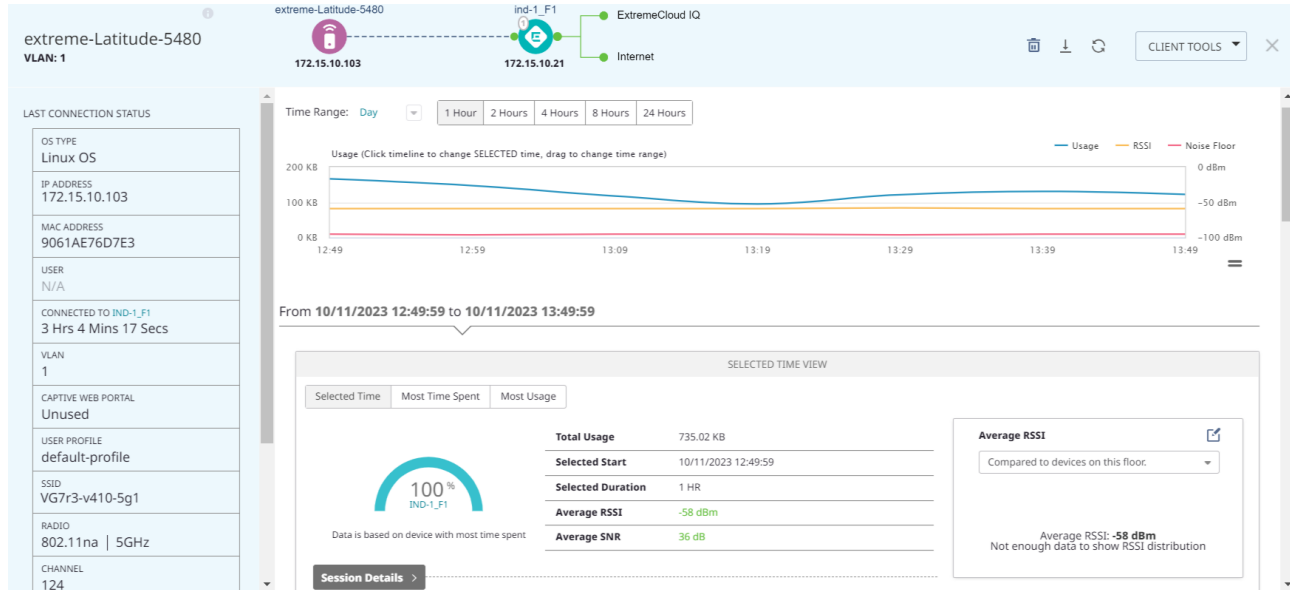 extreme-Latitude-5480
VLAN: 1
extreme-Latitude-5480
172.15.10.103
ind-1_F1
1
172.15.10.21
ExtremeCloud IQ
Internet
CLIENT TOOLS
LAST CONNECTION STATUS
OS TYPE
Linux OS
IP ADDRESS
172.15.10.103
MAC ADDRESS
9061AE76D7E3
USER
N/A
CONNECTED TO IND-1_F1
3 Hrs 4 Mins 17 Secs
VLAN
1
CAPTIVE WEB PORTAL
Unused
USER PROFILE
default-profile
SSID
VG7r3-v410-5g1
RADIO
802.11na | 5GHz
CHANNEL
124
Time Range: Day
1 Hour 2 Hours 4 Hours 8 Hours 24 Hours
Usage RSSI Noise Floor
Usage (Click timeline to change SELECTED time, drag to change time range)
200 KB 0 dBm
100 KB −50 dBm
0 KB −100 dBm
12:49 12:59 13:09 13:19 13:29 13:39 13:49
From 10/11/2023 12:49:59 to 10/11/2023 13:49:59
SELECTED TIME VIEW
Selected Time Most Time Spent Most Usage
100 %
IND-1_F1
Data is based on device with most time spent
Total Usage 735.02 KB
Selected Start 10/11/2023 12:49:59
Selected Duration 1 HR
Average RSSI -58 dBm
Average SNR 36 dB
Average RSSI
Compared to devices on this floor.
Average RSSI: -58 dBm
Not enough data to show RSSI distribution
Session Details >